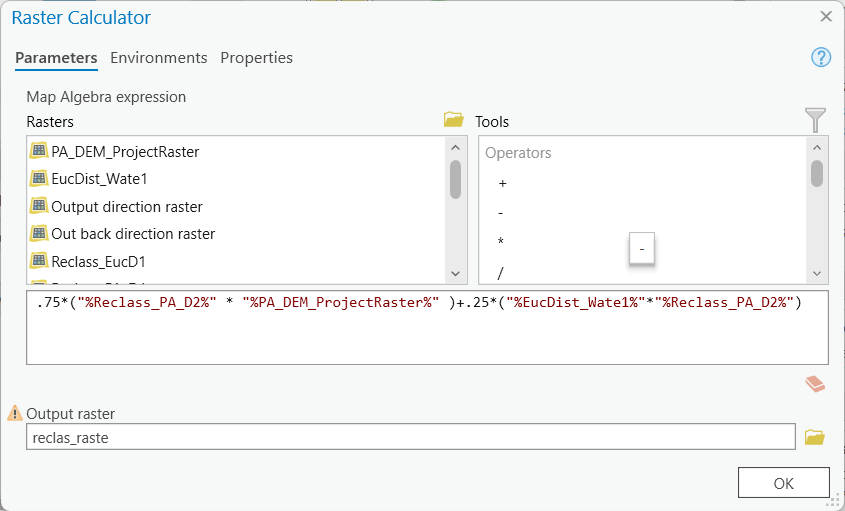 Raster Calculator
Parameters Environments Properties
Map Algebra expression
Rasters
PA_DEM_ProjectRaster
EucDist_Wate1
Output direction raster
Out back direction raster
Reclass_EucD1
Tools
Operators
+
-
*
/
-
.75*("%Reclass_PA_D2%" * "%PA_DEM_ProjectRaster%" )+.25*("%EucDist_Wate1%"*"%Reclass_PA_D2%")
Output raster
reclas_raste
OK